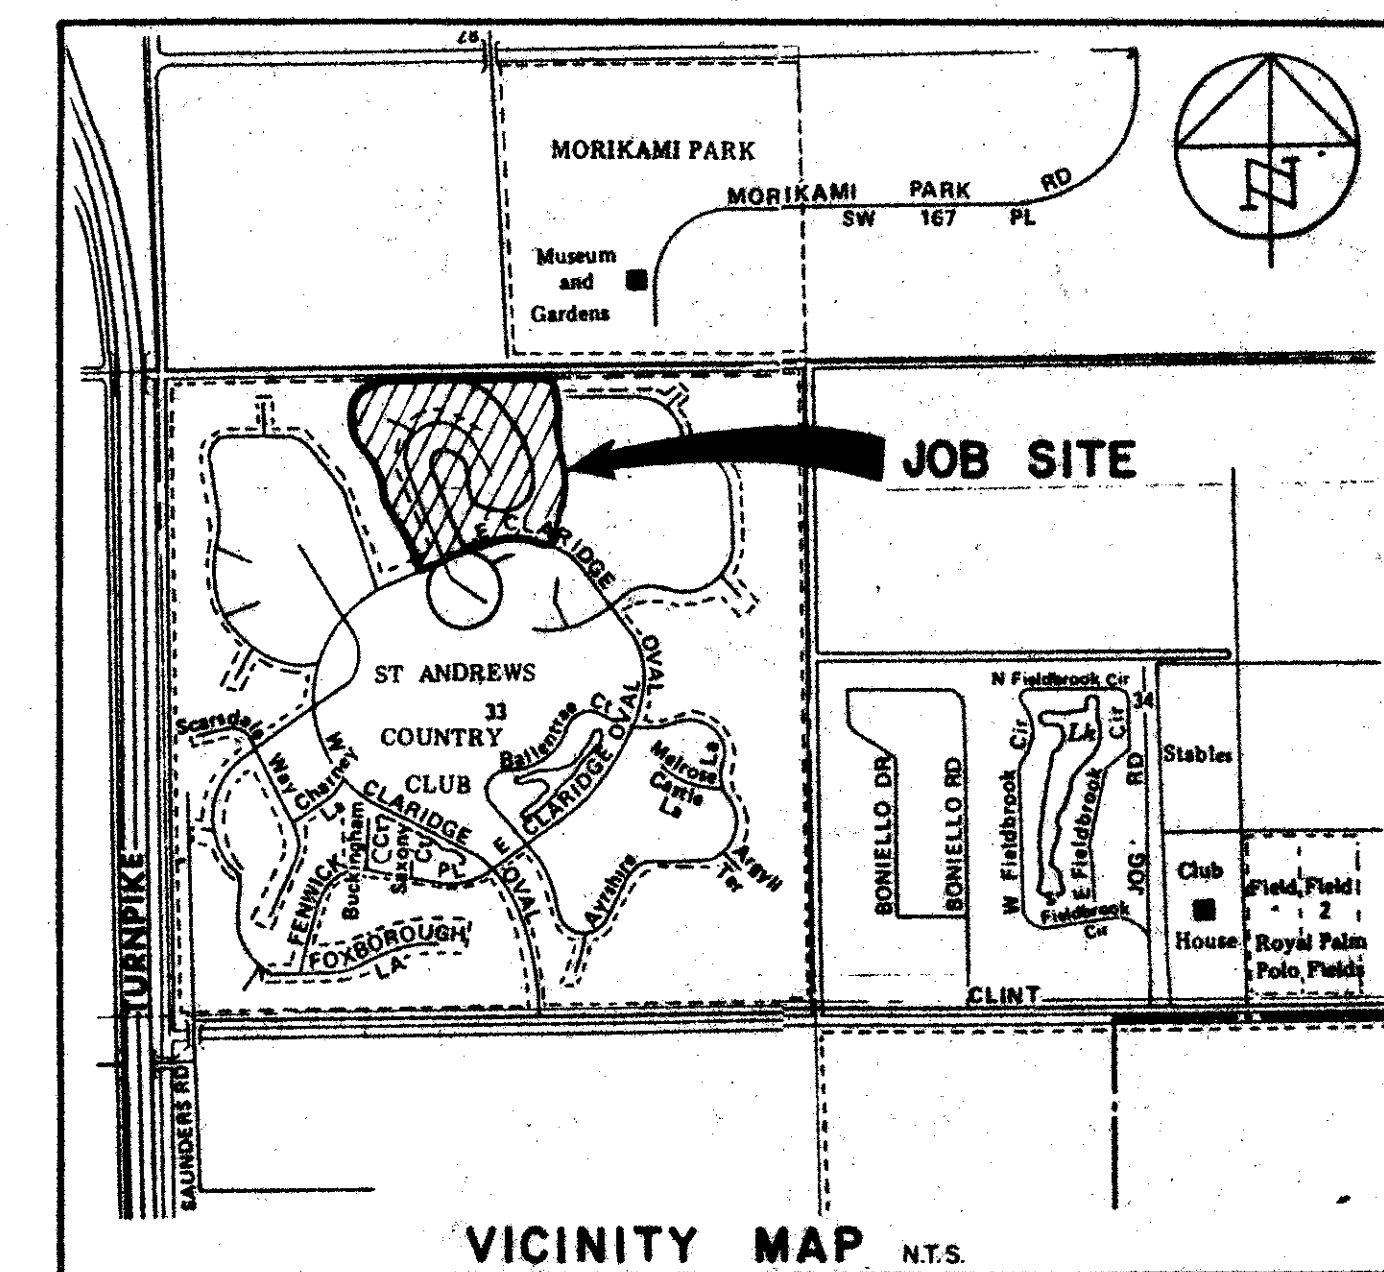 MORIKAMI PARK
MORIKAMI PARK RD
SW 167 PL
Museum
and
Gardens
N
JOB SITE
E CLARIDGE OVAL
ST ANDREWS
33
COUNTRY
CLUB
Scarsdale Way
W CLARIDGE OVAL
Charney La
Ballentrae Ct
E CLARIDGE OVAL
Melrose La
Castle
La
Argyll
Ter
Ayrshire
FENWICK PL
Buckingham Ct
Saxony Ct
FOXBOROUGH
LA
N Fieldbrook Cir
34
W Fieldbrook Cir
Lk
E Fieldbrook Cir
Fieldbrook
Cir
BONIELLO DR
BONIELLO RD
JOG RD
Stables
Club
House
Field Field
2
Royal Palm
Polo Fields
CLINT
TURNPIKE
SAUNDERS RD
VICINITY MAP N.T.S.